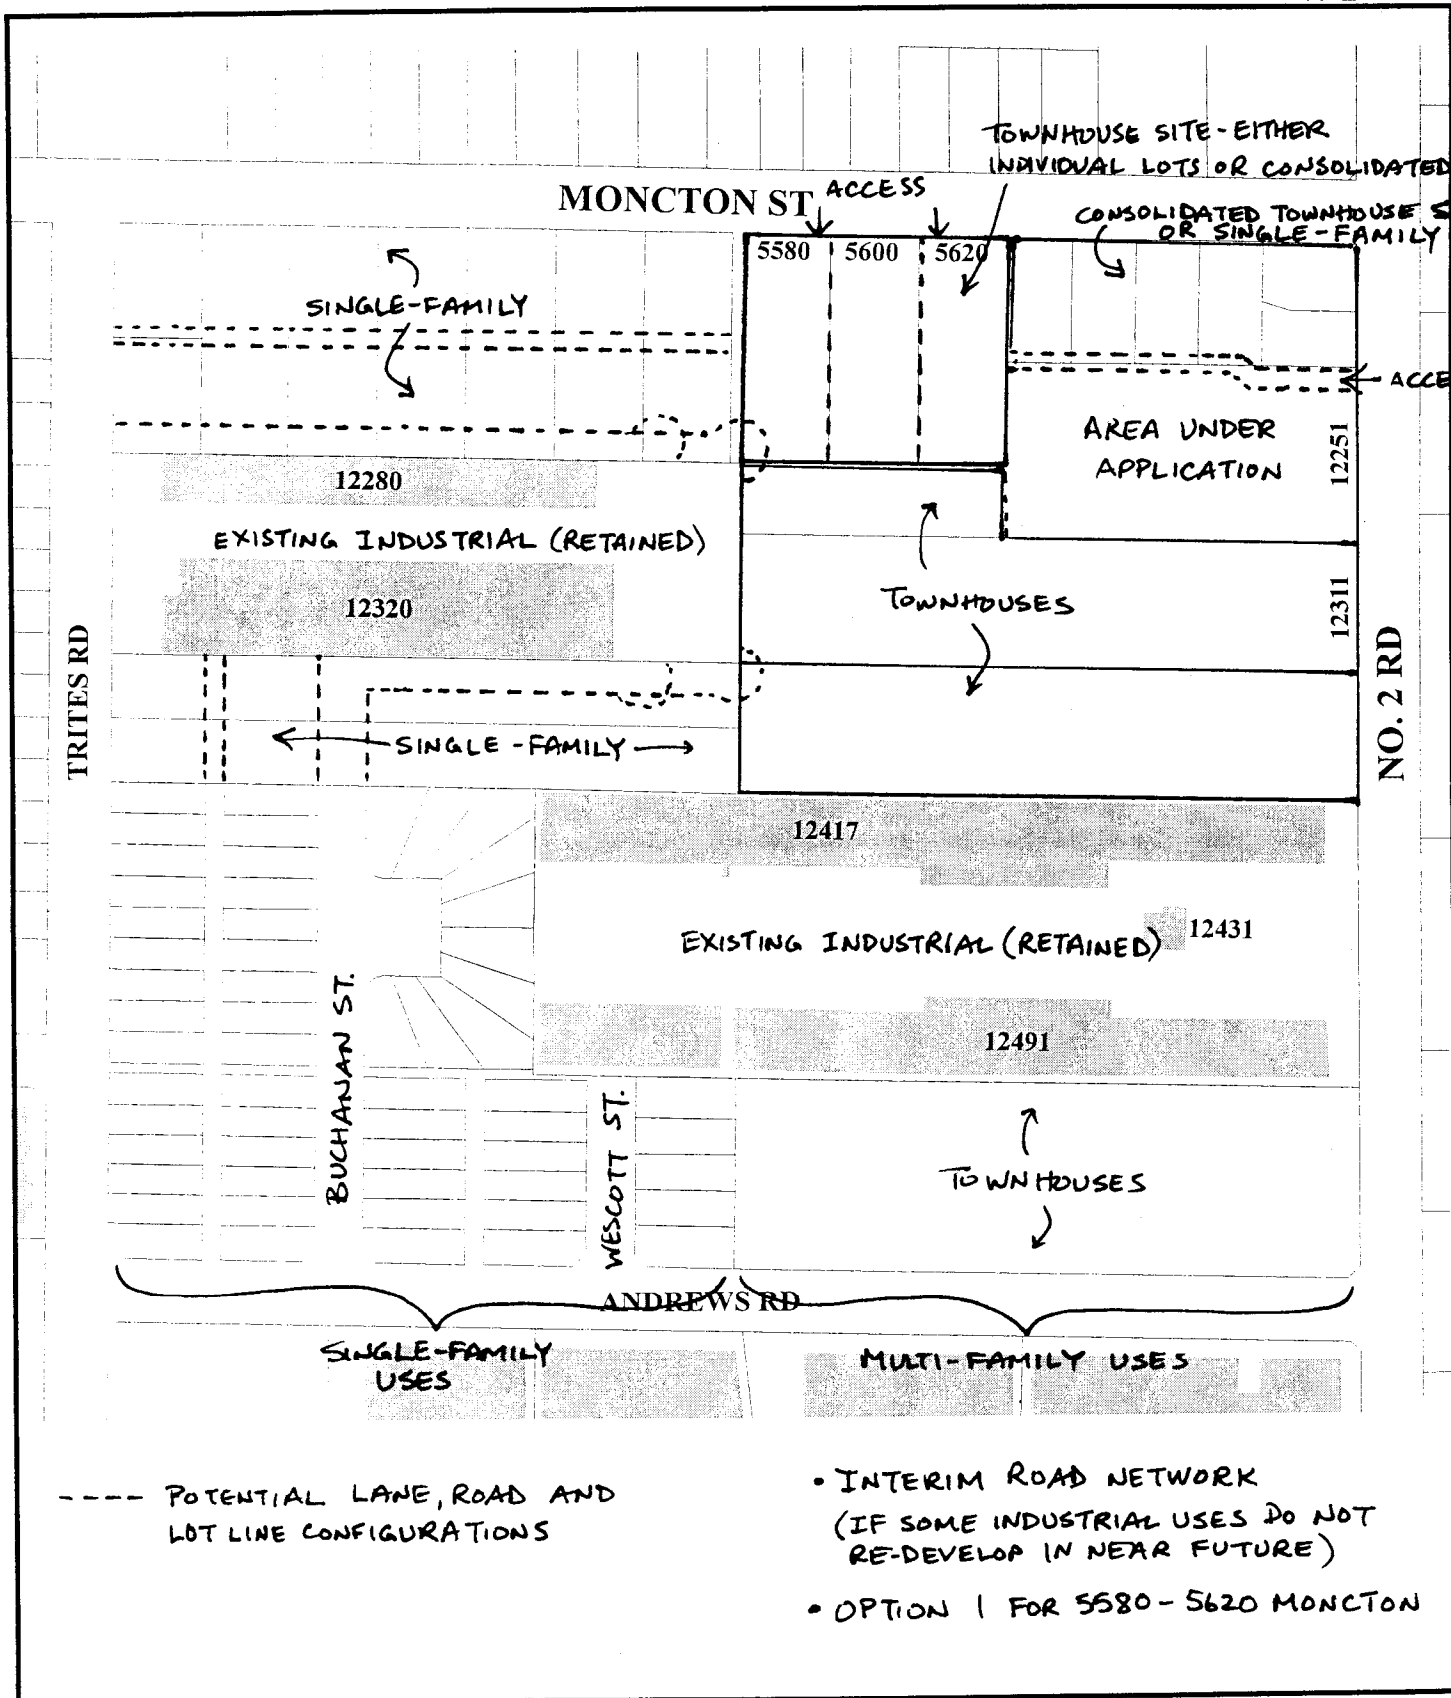 TOWNHOUSE SITE-EITHER
INDIVIDUAL LOTS OR CONSOLIDATED
MONCTON ST
ACCESS
CONSOLIDATED TOWNHOUSE
OR SINGLE-FAMILY
5580
5600
5620
SINGLE-FAMILY
ACCE
AREA UNDER
APPLICATION
12251
12280
EXISTING INDUSTRIAL (RETAINED)
12320
TOWNHOUSES
12311
TRITES RD
NO. 2 RD
SINGLE-FAMILY
12417
EXISTING INDUSTRIAL (RETAINED)
12431
12491
BUCHANAN ST.
WESCOTT ST.
TOWNHOUSES
ANDREWS RD
SINGLE-FAMILY
USES
MULTI-FAMILY USES
---- POTENTIAL LANE, ROAD AND
LOT LINE CONFIGURATIONS
• INTERIM ROAD NETWORK
(IF SOME INDUSTRIAL USES DO NOT
RE-DEVELOP IN NEAR FUTURE)
• OPTION 1 FOR 5580-5620 MONCTON